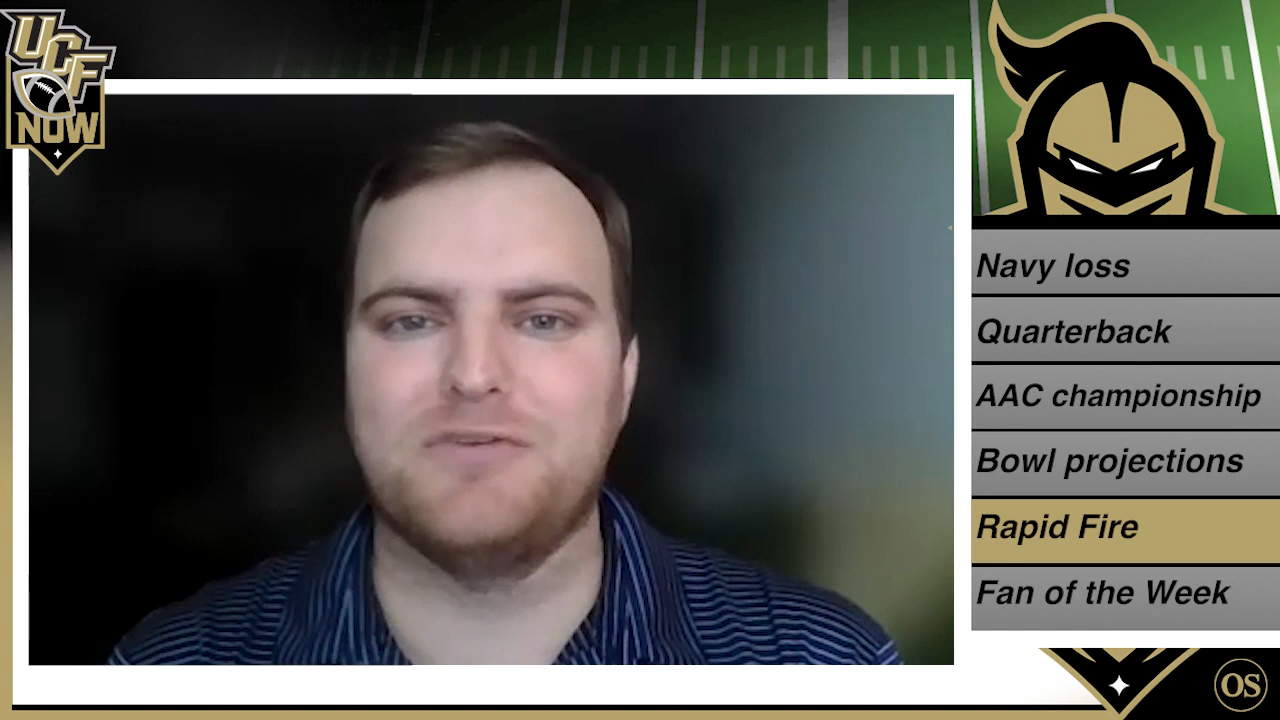 UCF
NOW
Navy loss
Quarterback
AAC championship
Bowl projections
Rapid Fire
Fan of the Week
OS